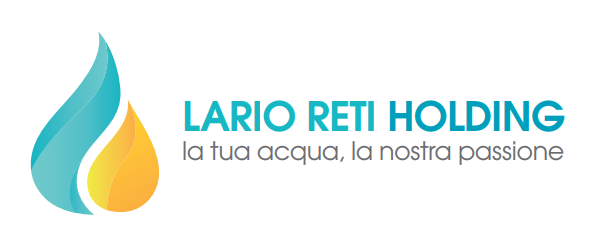 LARIO RETI HOLDING
la tua acqua, la nostra passione